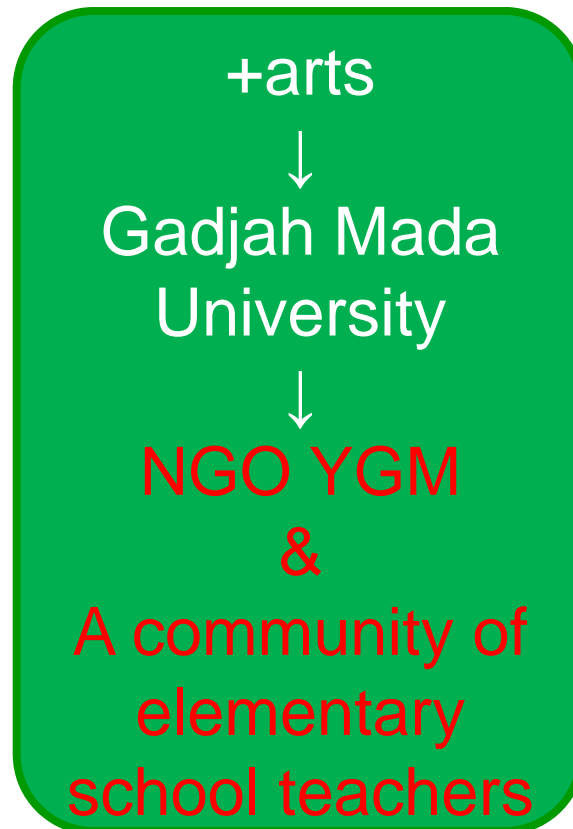 +arts
↓
Gadjah Mada
University
↓
NGO YGM
&
A community of
elementary
school teachers